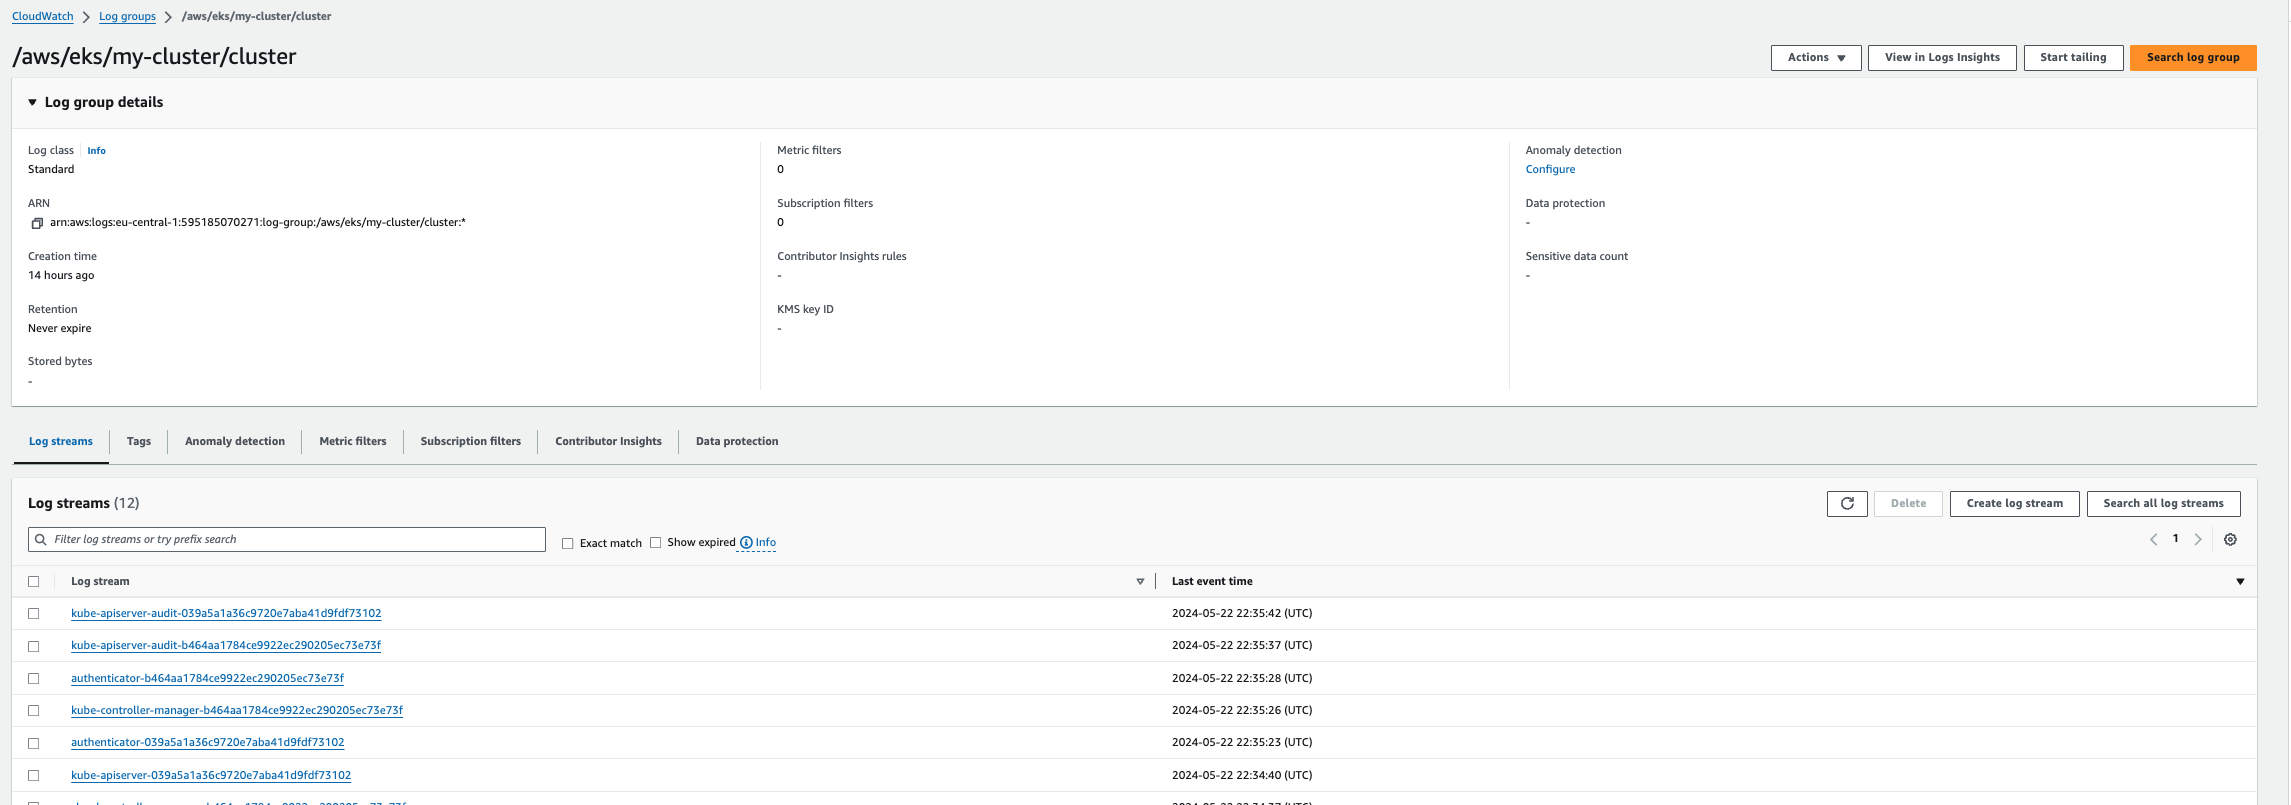 CloudWatch > Log groups > /aws/eks/my-cluster/cluster
/aws/eks/my-cluster/cluster
Actions ▼ View in Logs Insights Start tailing Search log group
▼ Log group details
Log class Info
Standard
ARN
arn:aws:logs:eu-central-1:595185070271:log-group:/aws/eks/my-cluster/cluster:*
Creation time
14 hours ago
Retention
Never expire
Stored bytes
-
Metric filters
0
Subscription filters
0
Contributor Insights rules
-
KMS key ID
-
Anomaly detection
Configure
Data protection
-
Sensitive data count
-
Log streams Tags Anomaly detection Metric filters Subscription filters Contributor Insights Data protection
Log streams (12)
Delete Create log stream Search all log streams
Filter log streams or try prefix search Exact match Show expired Info
< 1 >
Log stream Last event time
kube-apiserver-audit-039a5a1a36c9720e7aba41d9fdf73102 2024-05-22 22:35:42 (UTC)
kube-apiserver-audit-b464aa1784ce9922ec290205ec73e73f 2024-05-22 22:35:37 (UTC)
authenticator-b464aa1784ce9922ec290205ec73e73f 2024-05-22 22:35:28 (UTC)
kube-controller-manager-b464aa1784ce9922ec290205ec73e73f 2024-05-22 22:35:26 (UTC)
authenticator-039a5a1a36c9720e7aba41d9fdf73102 2024-05-22 22:35:23 (UTC)
kube-apiserver-039a5a1a36c9720e7aba41d9fdf73102 2024-05-22 22:34:40 (UTC)